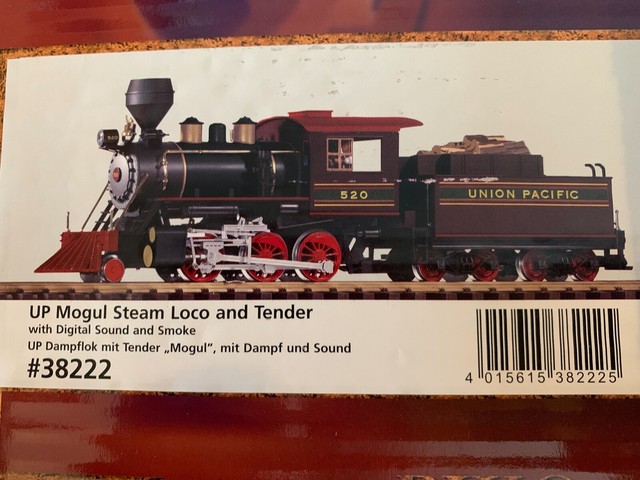 520
UNION PACIFIC
UP Mogul Steam Loco and Tender
with Digital Sound and Smoke
UP Dampflok mit Tender „Mogul”, mit Dampf und Sound
#38222
4 015615 382225